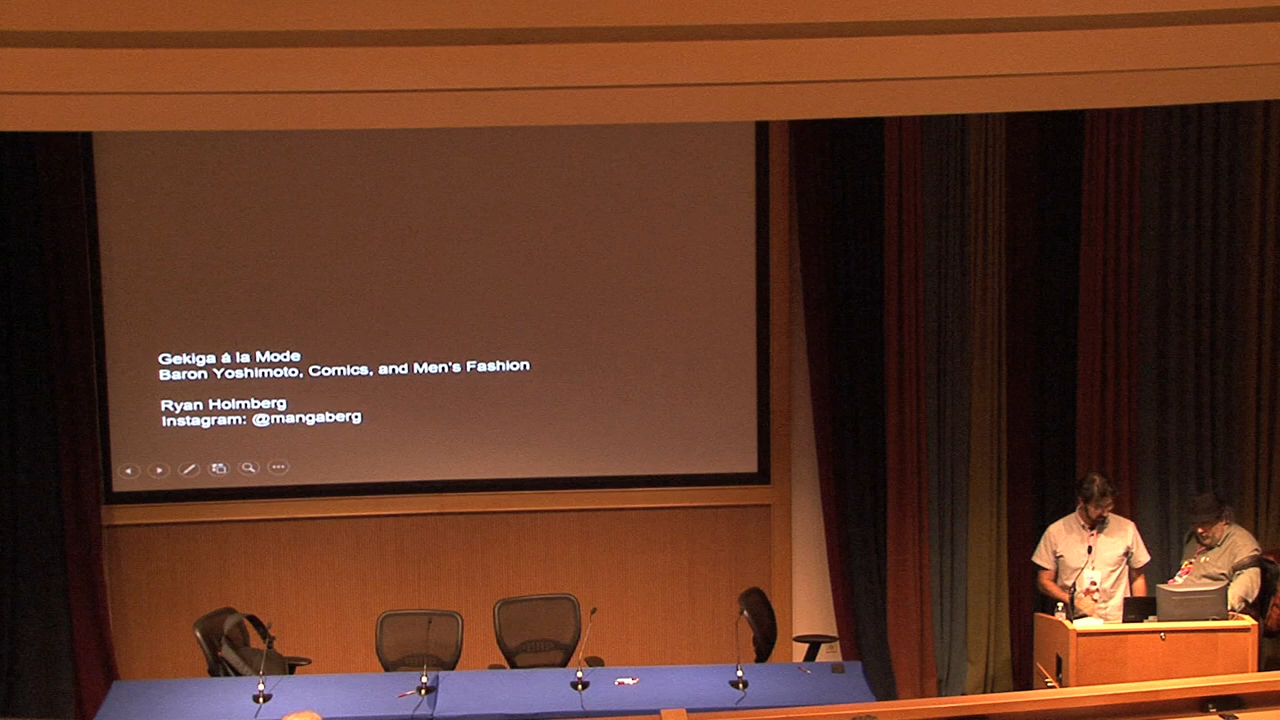 Gekiga á la Mode
Baron Yoshimoto, Comics, and Men's Fashion
Ryan Holmberg
Instagram: @mangaberg